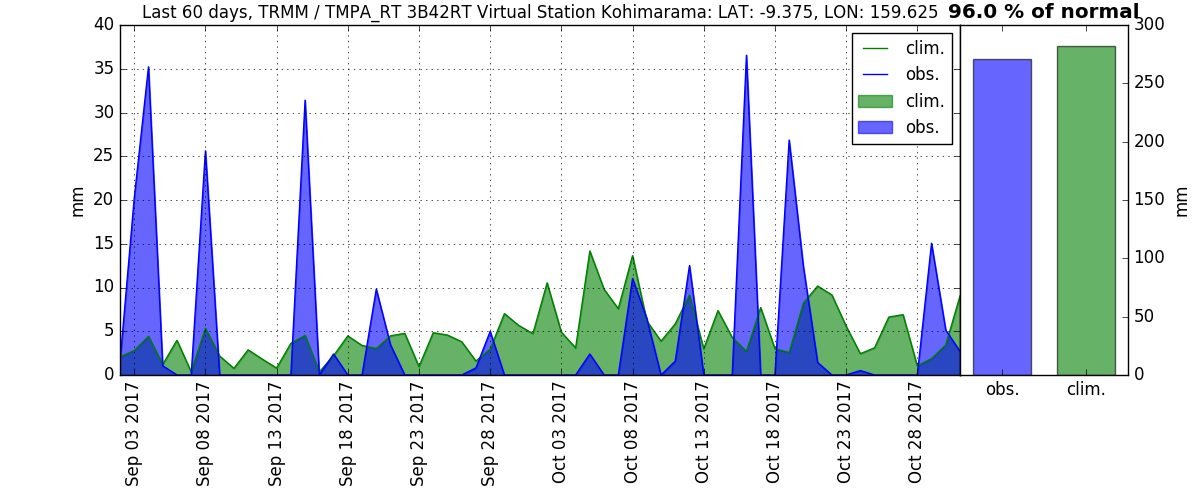 Last 60 days, TRMM / TMPA_RT 3B42RT Virtual Station Kohimarama: LAT: -9.375, LON: 159.625 96.0 % of normal
40
35
30
25
20
15
10
5
0
mm
clim.
obs.
clim.
obs.
300
250
200
150
100
50
0
mm
Sep 03 2017
Sep 08 2017
Sep 13 2017
Sep 18 2017
Sep 23 2017
Sep 28 2017
Oct 03 2017
Oct 08 2017
Oct 13 2017
Oct 18 2017
Oct 23 2017
Oct 28 2017
obs.
clim.